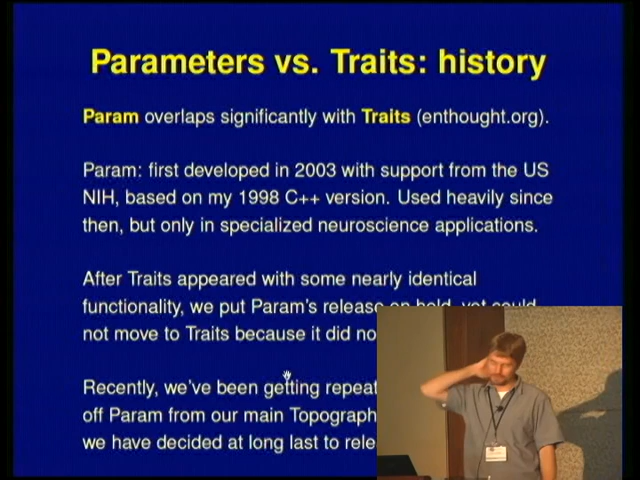 Parameters vs. Traits: history
Param overlaps significantly with Traits (enthought.org).
Param: first developed in 2003 with support from the US
NIH, based on my 1998 C++ version. Used heavily since
then, but only in specialized neuroscience applications.
After Traits appeared with some nearly identical
functionality, we put Param's release on hold, yet could
not move to Traits because it did no
Recently, we've been getting repeat
off Param from our main Topograph
we have decided at long last to rele